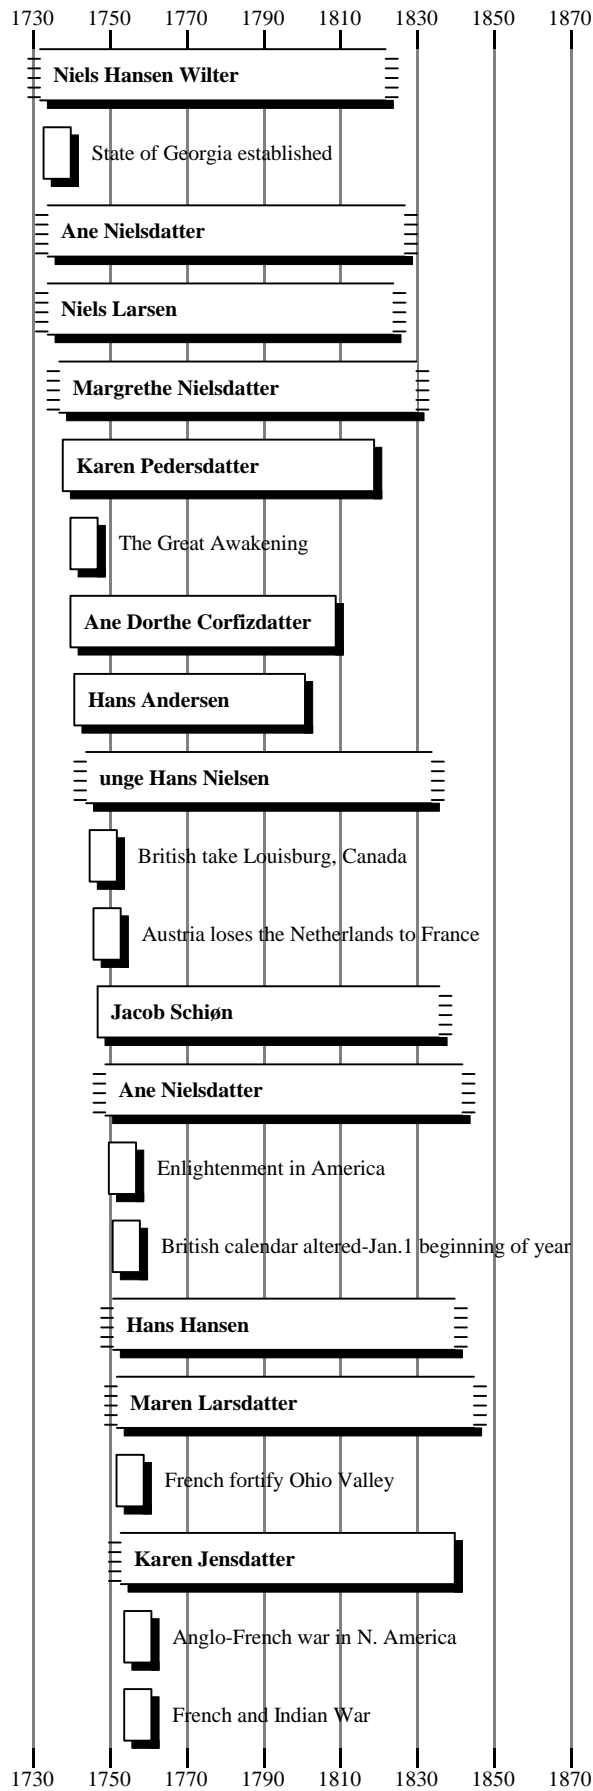 1730 1750 1770 1790 1810 1830 1850 1870
Niels Hansen Wilter
State of Georgia established
Ane Nielsdatter
Niels Larsen
Margrethe Nielsdatter
Karen Pedersdatter
The Great Awakening
Ane Dorthe Corfizdatter
Hans Andersen
unge Hans Nielsen
British take Louisburg, Canada
Austria loses the Netherlands to France
Jacob Schiøn
Ane Nielsdatter
Enlightenment in America
British calendar altered-Jan.1 beginning of year
Hans Hansen
Maren Larsdatter
French fortify Ohio Valley
Karen Jensdatter
Anglo-French war in N. America
French and Indian War
1730 1750 1770 1790 1810 1830 1850 1870